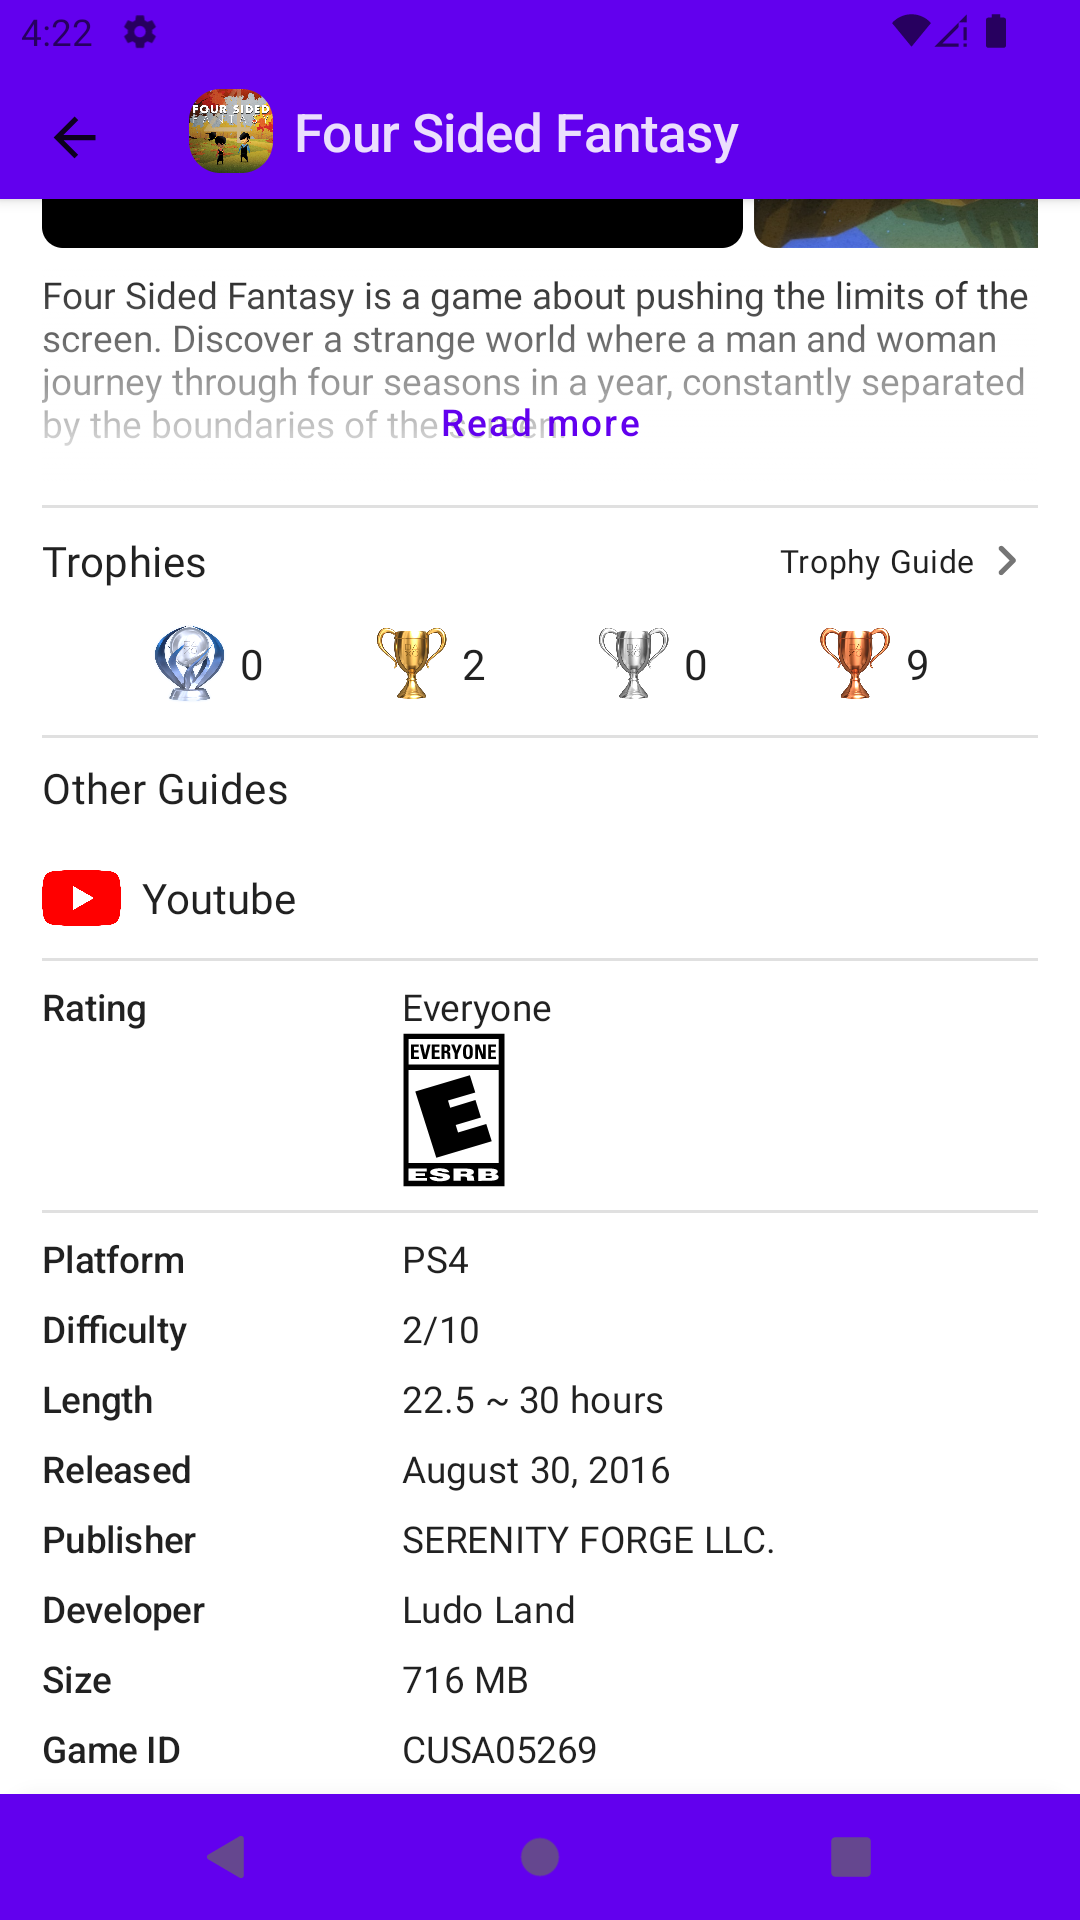 4:22
FOUR SIDED
FANTASY
Four Sided Fantasy
Four Sided Fantasy is a game about pushing the limits of the
screen. Discover a strange world where a man and woman
journey through four seasons in a year, constantly separated
by the boundaries of the screen.
Read more
Trophies
Trophy Guide
0
2
0
9
Other Guides
Youtube
Rating
Everyone
EVERYONE
E
ESRB
Platform
PS4
Difficulty
2/10
Length
22.5 ~ 30 hours
Released
August 30, 2016
Publisher
SERENITY FORGE LLC.
Developer
Ludo Land
Size
716 MB
Game ID
CUSA05269